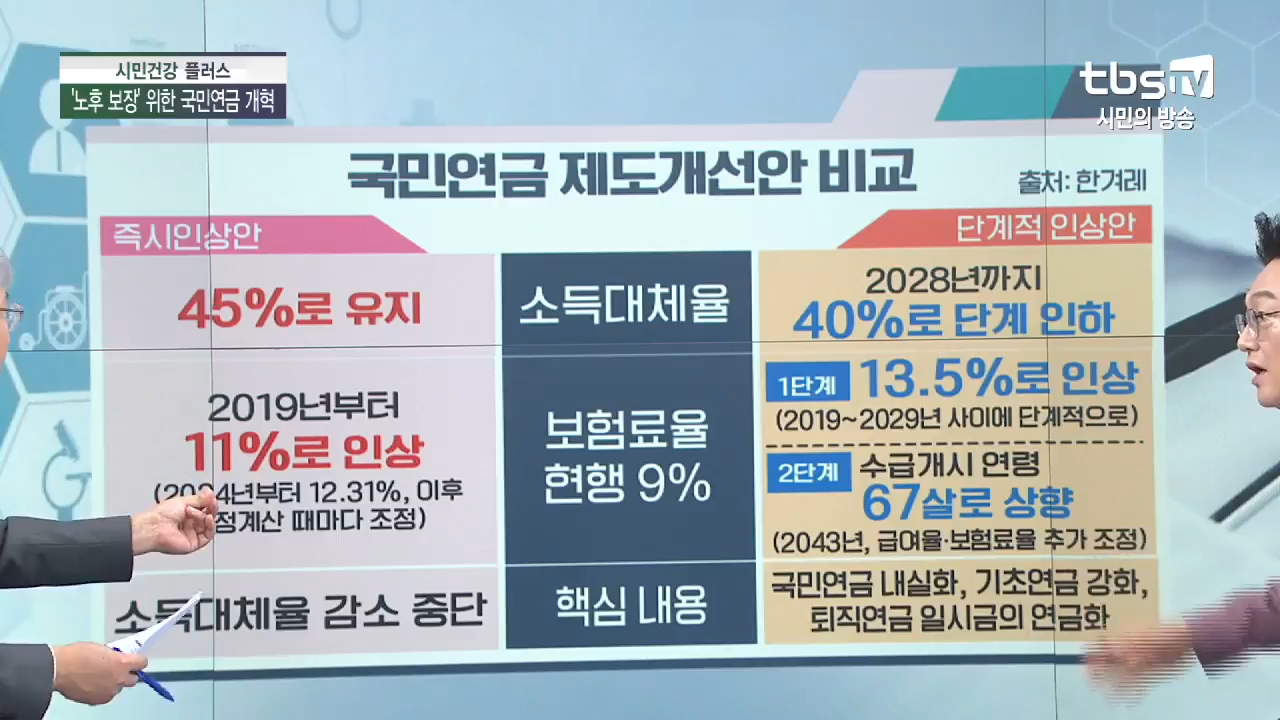 시민건강 플러스
'노후 보장' 위한 국민연금 개혁
tbs TV
시민의 방송
국민연금 제도개선안 비교
출처: 한겨레
즉시인상안
단계적 인상안
45%로 유지
소득대체율
2028년까지
40%로 단계 인하
2019년부터
11%로 인상
12.31%, 이후
때마다 조정)
보험료율
현행 9%
1단계 13.5%로 인상
(2019~2029년 사이에 단계적으로)
2단계 수급개시 연령
67살로 상향
(2043년, 급여율·보험료율 추가 조정)
소득대체율 감소 중단
핵심 내용
국민연금 내실화, 기초연금 강화,
퇴직연금 일시금의 연금화